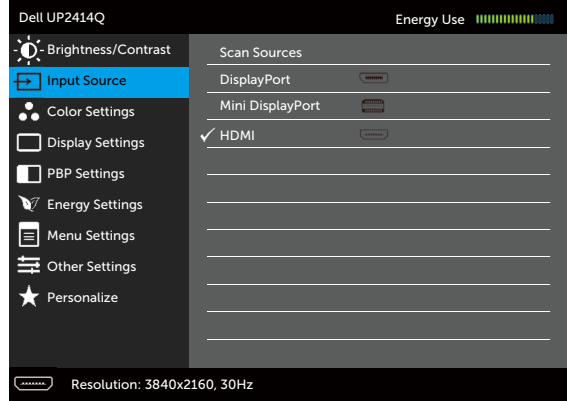 Dell UP2414Q
Energy Use
Brightness/Contrast
Input Source
Color Settings
Display Settings
PBP Settings
Energy Settings
Menu Settings
Other Settings
Personalize
Scan Sources
DisplayPort
Mini DisplayPort
HDMI
Resolution: 3840x2160, 30Hz